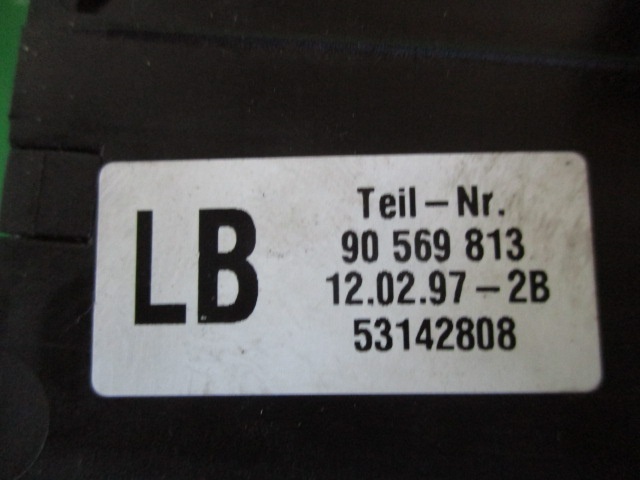 LB
Teil – Nr.
90 569 813
12.02.97 – 2B
53142808